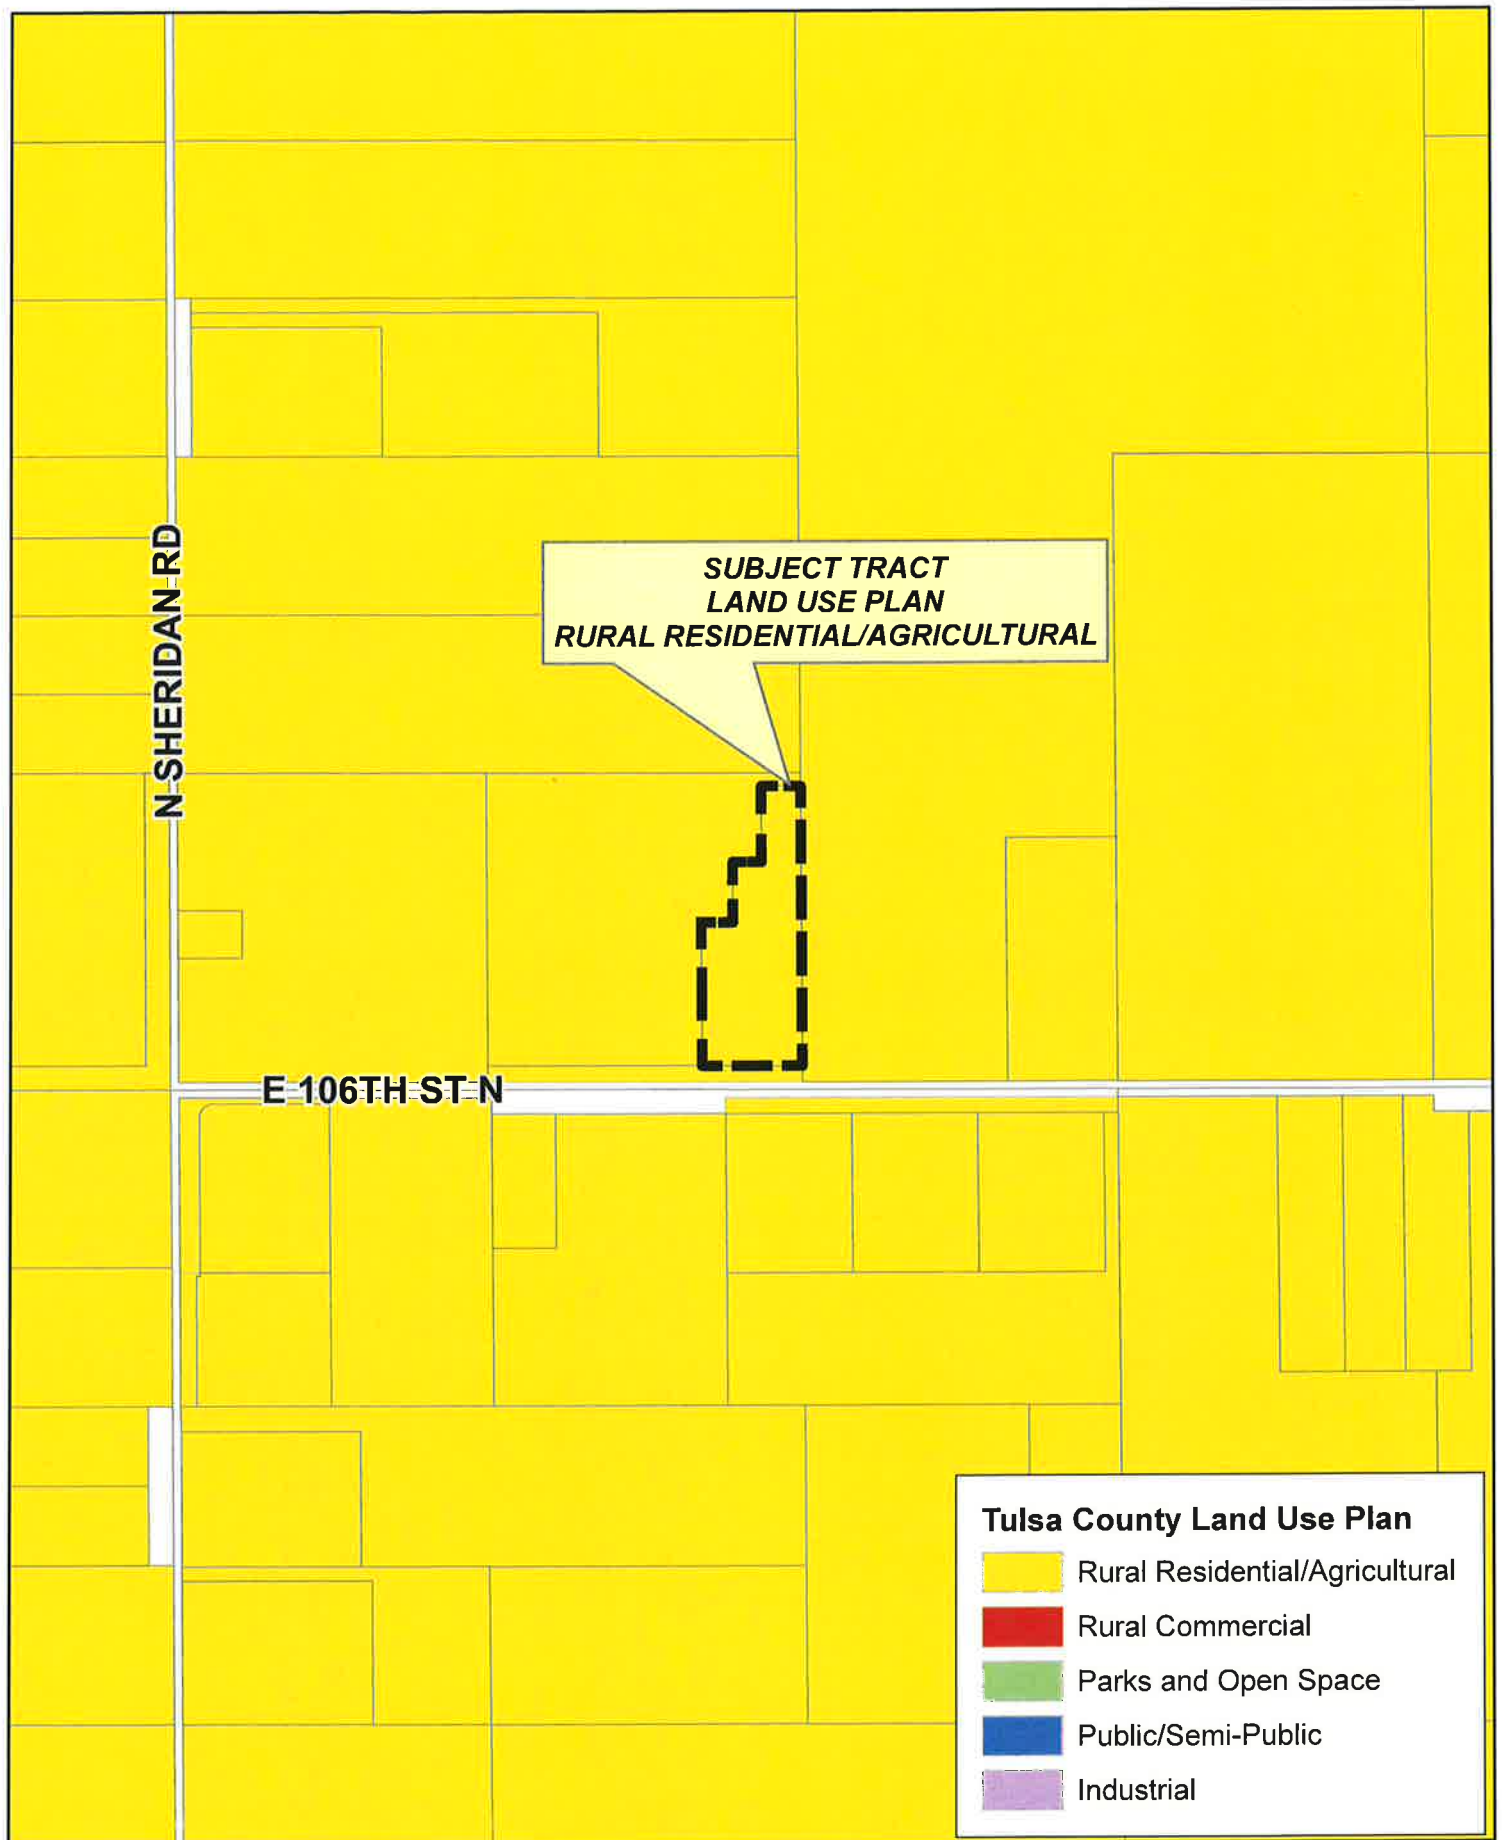 SUBJECT TRACT
LAND USE PLAN
RURAL RESIDENTIAL/AGRICULTURAL
N SHERIDAN RD
E 106TH ST N
Tulsa County Land Use Plan
Rural Residential/Agricultural
Rural Commercial
Parks and Open Space
Public/Semi-Public
Industrial